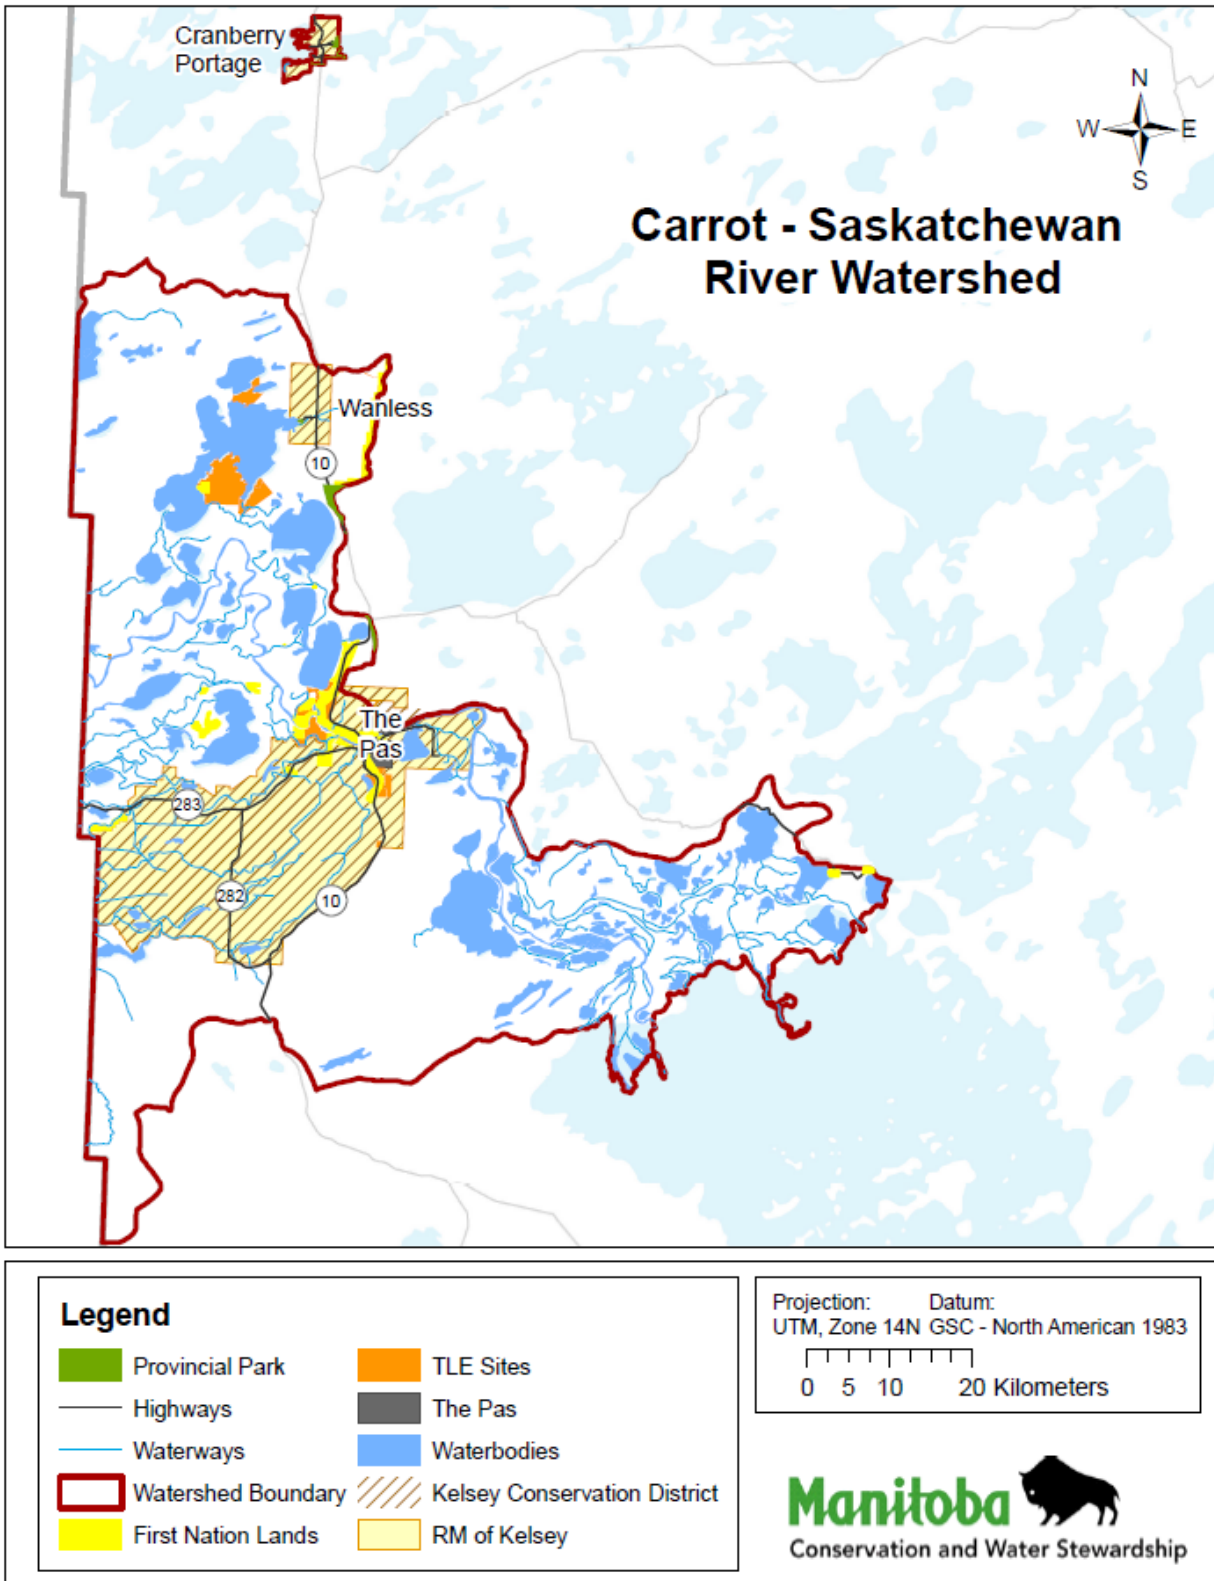 Cranberry
Portage
N
W E
S
Carrot - Saskatchewan
River Watershed
Wanless
10
The
Pas
283
282
10
Legend
Provincial Park
Highways
Waterways
Watershed Boundary
First Nation Lands
TLE Sites
The Pas
Waterbodies
Kelsey Conservation District
RM of Kelsey
Projection: Datum:
UTM, Zone 14N GSC - North American 1983
0 5 10 20 Kilometers
Manitoba
Conservation and Water Stewardship